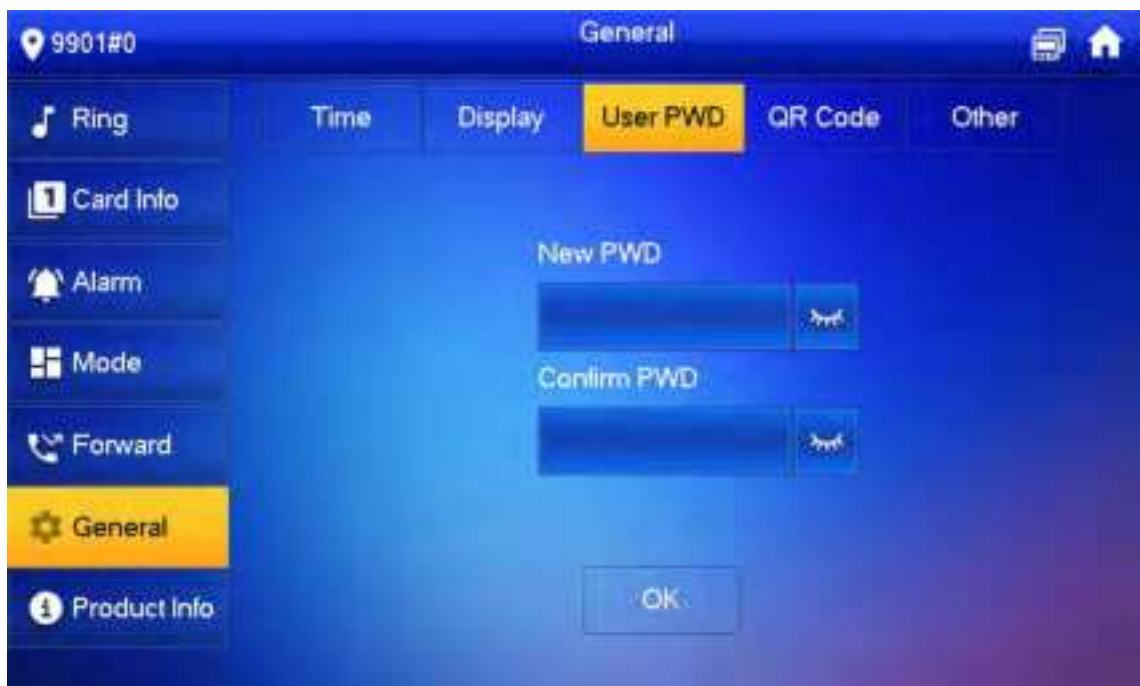 9901#0
General
Ring
Card Info
Alarm
Mode
Forward
General
Product Info
Time
Display
User PWD
QR Code
Other
New PWD
Confirm PWD
OK